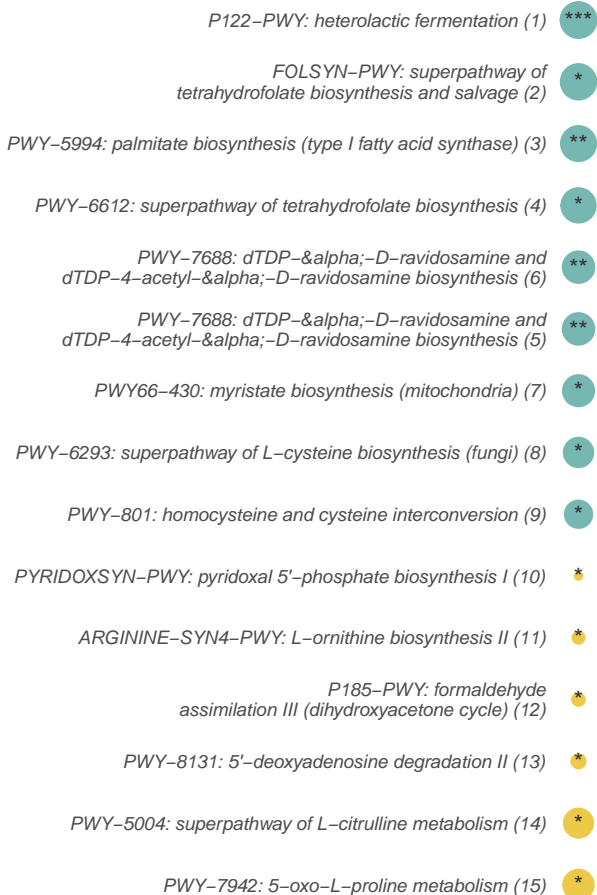 P122−PWY: heterolactic fermentation (1) ***
FOLSYN−PWY: superpathway of
tetrahydrofolate biosynthesis and salvage (2) *
PWY−5994: palmitate biosynthesis (type I fatty acid synthase) (3) **
PWY−6612: superpathway of tetrahydrofolate biosynthesis (4) *
PWY−7688: dTDP−&alpha;−D−ravidosamine and
dTDP−4−acetyl−&alpha;−D−ravidosamine biosynthesis (6) **
PWY−7688: dTDP−&alpha;−D−ravidosamine and
dTDP−4−acetyl−&alpha;−D−ravidosamine biosynthesis (5) **
PWY66−430: myristate biosynthesis (mitochondria) (7) *
PWY−6293: superpathway of L−cysteine biosynthesis (fungi) (8) *
PWY−801: homocysteine and cysteine interconversion (9) *
PYRIDOXSYN−PWY: pyridoxal 5'−phosphate biosynthesis I (10) *
ARGININE−SYN4−PWY: L−ornithine biosynthesis II (11) *
P185−PWY: formaldehyde
assimilation III (dihydroxyacetone cycle) (12) *
PWY−8131: 5'−deoxyadenosine degradation II (13) *
PWY−5004: superpathway of L−citrulline metabolism (14) *
PWY−7942: 5−oxo−L−proline metabolism (15) *